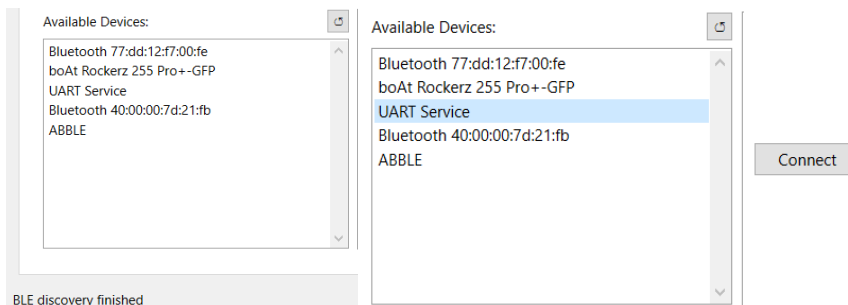 Available Devices:
Bluetooth 77:dd:12:f7:00:fe
boAt Rockerz 255 Pro+-GFP
UART Service
Bluetooth 40:00:00:7d:21:fb
ABBLE
BLE discovery finished
Available Devices:
Bluetooth 77:dd:12:f7:00:fe
boAt Rockerz 255 Pro+-GFP
UART Service
Bluetooth 40:00:00:7d:21:fb
ABBLE
Connect